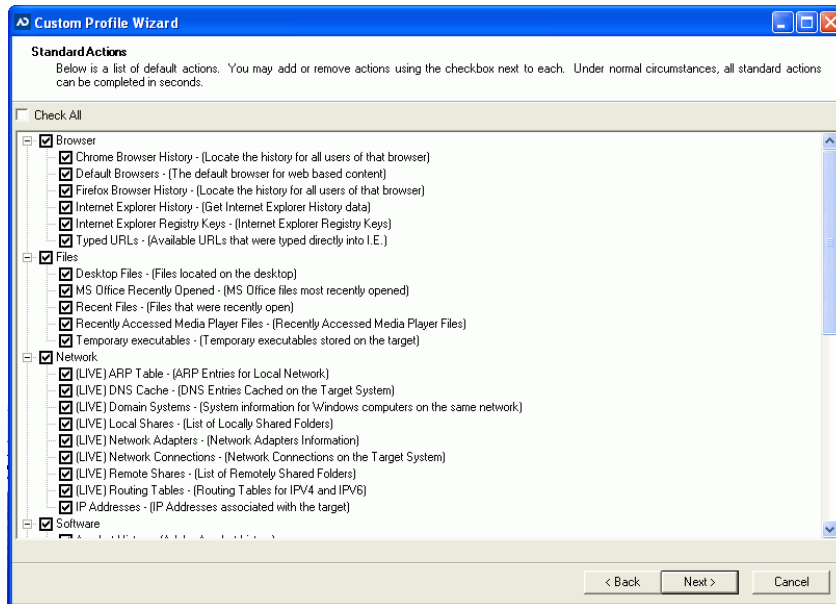 Custom Profile Wizard
Standard Actions
Below is a list of default actions. You may add or remove actions using the checkbox next to each. Under normal circumstances, all standard actions
can be completed in seconds.
Check All
Browser
Chrome Browser History - (Locate the history for all users of that browser)
Default Browsers - (The default browser for web based content)
Firefox Browser History - (Locate the history for all users of that browser)
Internet Explorer History - (Get Internet Explorer History data)
Internet Explorer Registry Keys - (Internet Explorer Registry Keys)
Typed URLs - (Available URLs that were typed directly into I.E.)
Files
Desktop Files - (Files located on the desktop)
MS Office Recently Opened - (MS Office files most recently opened)
Recent Files - (Files that were recently open)
Recently Accessed Media Player Files - (Recently Accessed Media Player Files)
Temporary executables - (Temporary executables stored on the target)
Network
(LIVE) ARP Table - (ARP Entries for Local Network)
(LIVE) DNS Cache - (DNS Entries Cached on the Target System)
(LIVE) Domain Systems - (System information for Windows computers on the same network)
(LIVE) Local Shares - (List of Locally Shared Folders)
(LIVE) Network Adapters - (Network Adapters Information)
(LIVE) Network Connections - (Network Connections on the Target System)
(LIVE) Remote Shares - (List of Remotely Shared Folders)
(LIVE) Routing Tables - (Routing Tables for IPV4 and IPV6)
IP Addresses - (IP Addresses associated with the target)
Software
< Back
Next >
Cancel